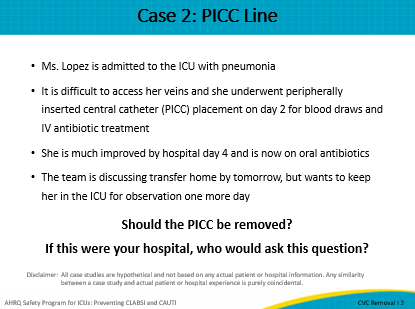 Case 2: PICC Line
• Ms. Lopez is admitted to the ICU with pneumonia
• It is difficult to access her veins and she underwent peripherally
inserted central catheter (PICC) placement on day 2 for blood draws and
IV antibiotic treatment
• She is much improved by hospital day 4 and is now on oral antibiotics
• The team is discussing transfer home by tomorrow, but wants to keep
her in the ICU for observation one more day
Should the PICC be removed?
If this were your hospital, who would ask this question?
Disclaimer: All case studies are hypothetical and not based on any actual patient or hospital information. Any similarity
between a case study and actual patient or hospital experience is purely coincidental.
AHRQ Safety Program for ICUs: Preventing CLABSI and CAUTI
CVC Removal I 3